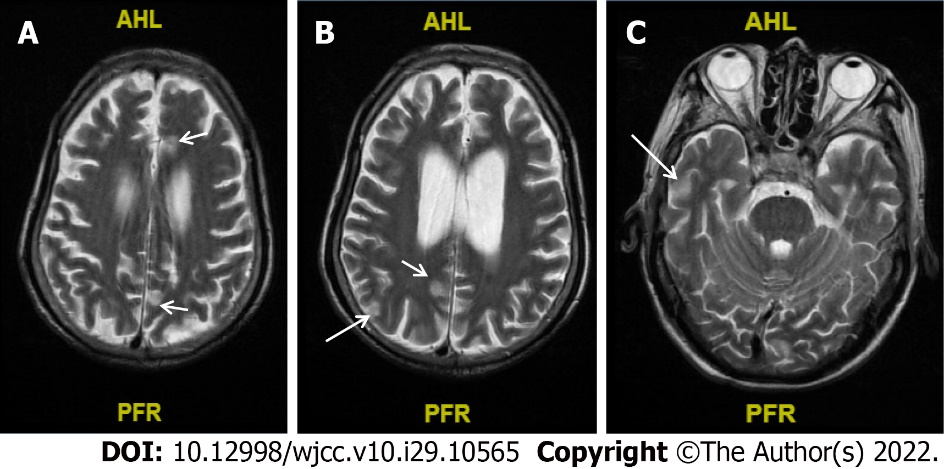 A
AHL
PFR
B
AHL
PFR
C
AHL
PFR
DOI: 10.12998/wjcc.v10.i29.10565 Copyright ©The Author(s) 2022.